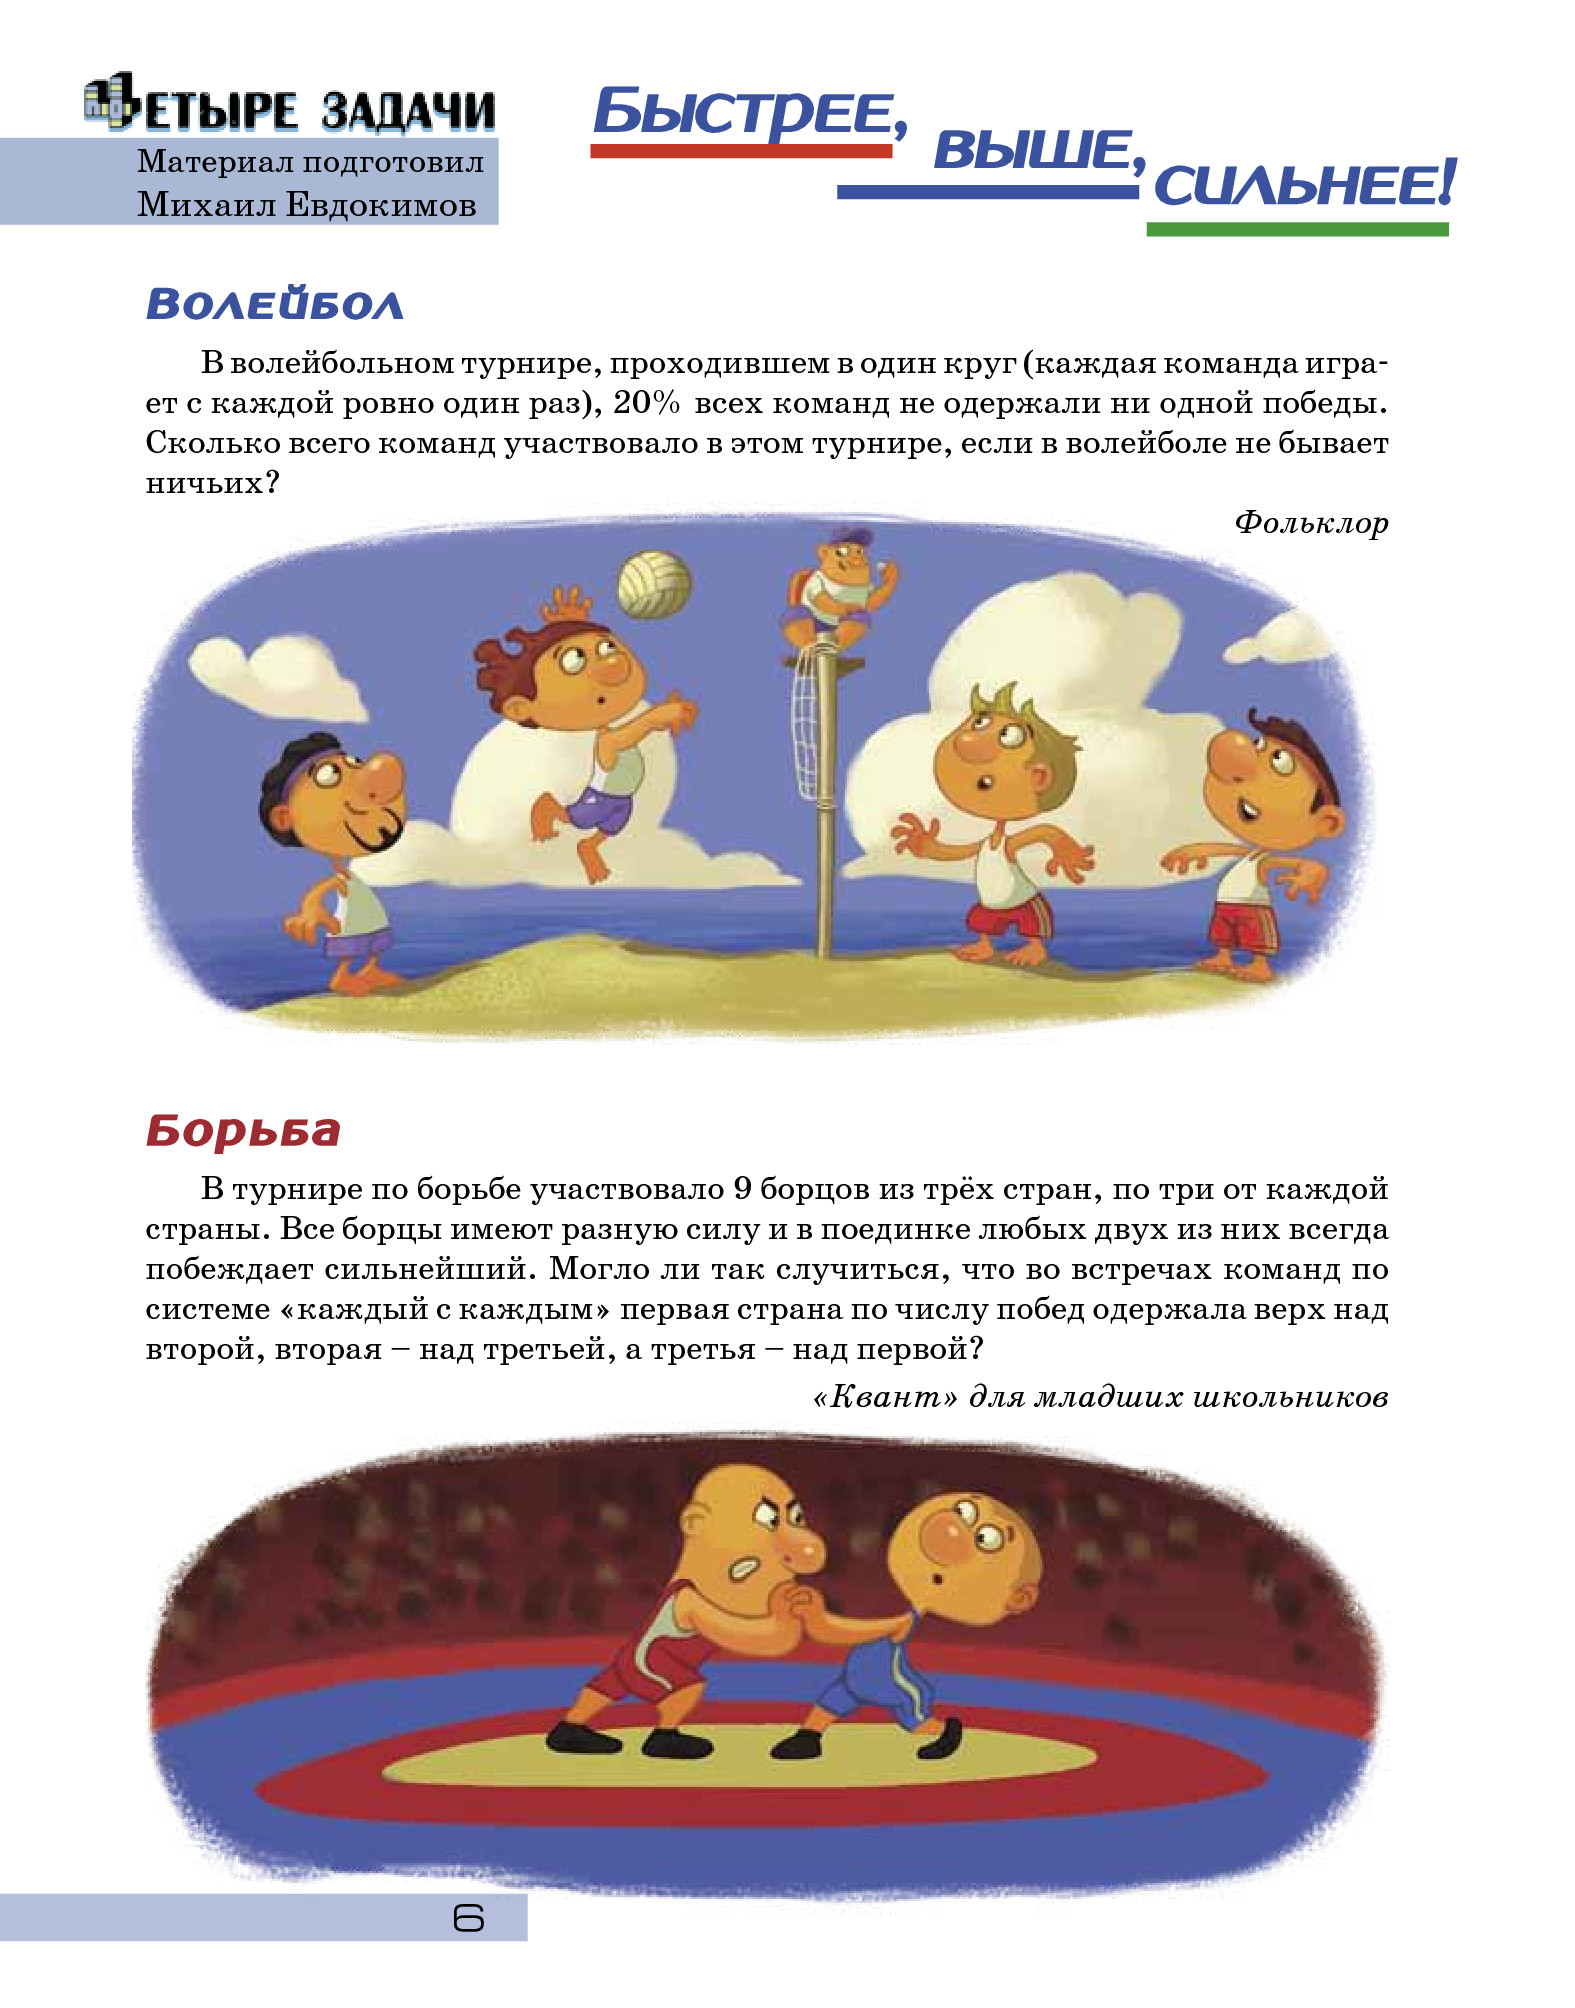 Четыре задачи
Материал подготовил
Михаил Евдокимов
Быстрее,
выше,
сильнее!
Волейбол
В волейбольном турнире, проходившем в один круг (каждая команда игра-
ет с каждой ровно один раз), 20% всех команд не одержали ни одной победы.
Сколько всего команд участвовало в этом турнире, если в волейболе не бывает
ничьих?
Фольклор
Борьба
В турнире по борьбе участвовало 9 борцов из трёх стран, по три от каждой
страны. Все борцы имеют разную силу и в поединке любых двух из них всегда
побеждает сильнейший. Могло ли так случиться, что во встречах команд по
системе «каждый с каждым» первая страна по числу побед одержала верх над
второй, вторая – над третьей, а третья – над первой?
«Квант» для младших школьников
6